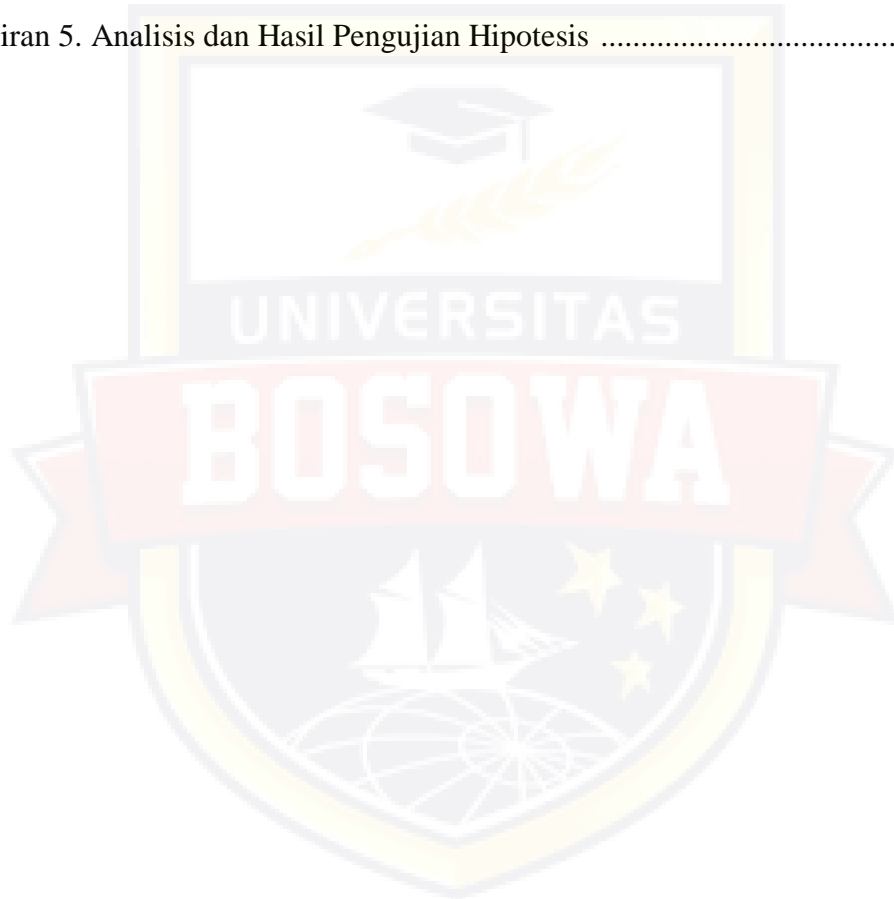 iran 5. Analisis dan Hasil Pengujian Hipotesis ....................................
UNIVERSITAS
BOSOWA